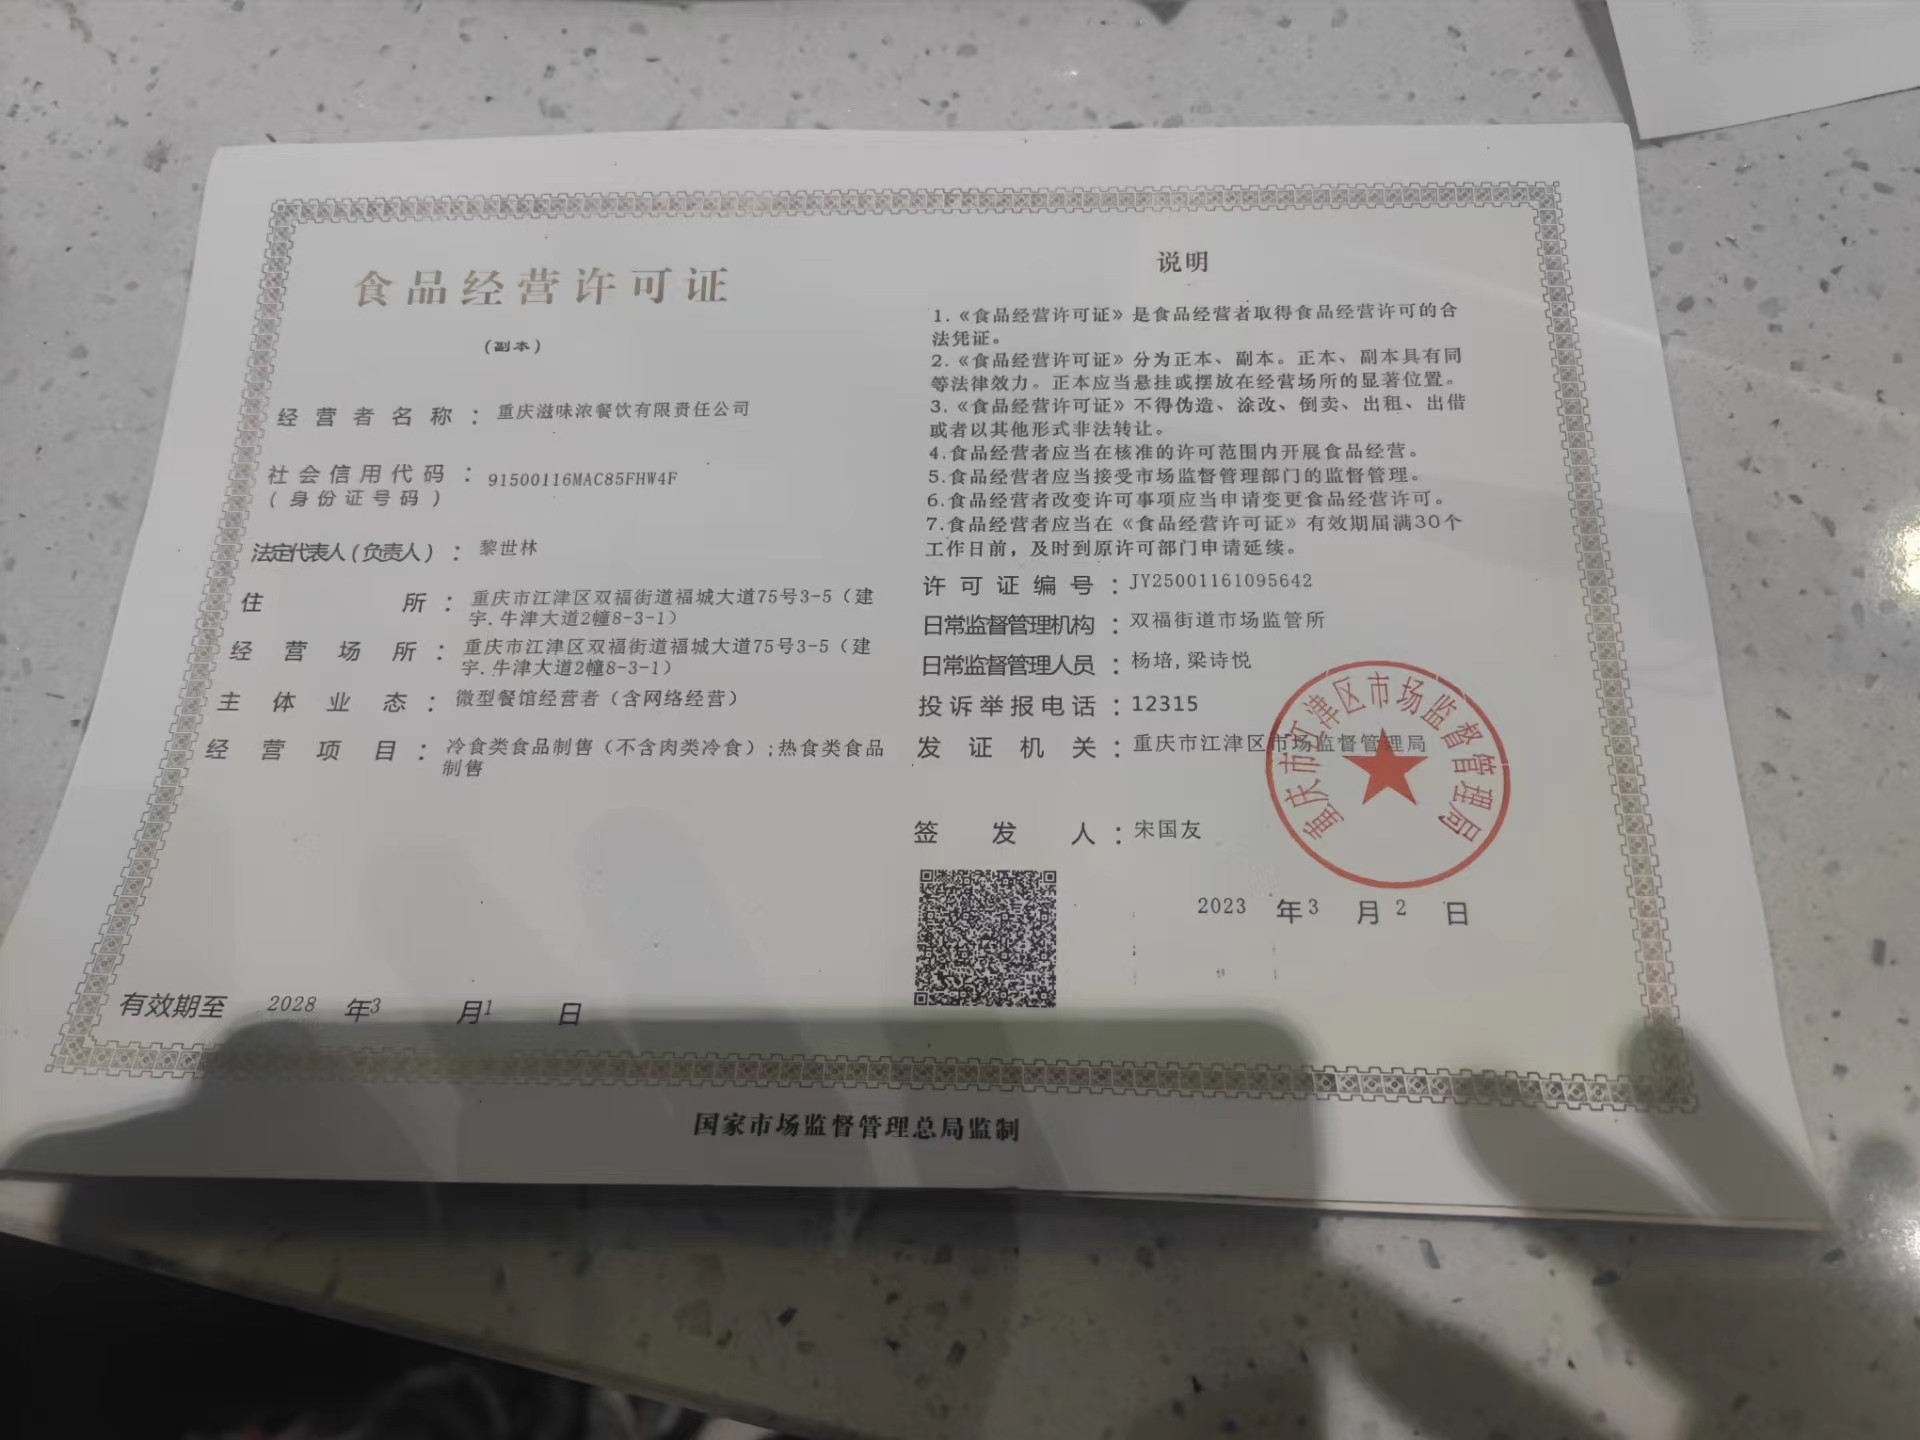 食品经营许可证
(副本)
经营者名称：重庆滋味浓餐饮有限责任公司
社会信用代码：91500116MAC85FHW4F
(身份证号码)
法定代表人(负责人)：黎世林
住所：重庆市江津区双福街道福城大道75号3-5（建
字.牛津大道2幢8-3-1）
经营场所：重庆市江津区双福街道福城大道75号3-5（建
字.牛津大道2幢8-3-1）
主体业态：微型餐馆经营者（含网络经营）
经营项目：冷食类食品制售（不含肉类冷食）;热食类食品
制售
有效期至 2028 年3 月1 日
说明
1.《食品经营许可证》是食品经营者取得食品经营许可的合
法凭证。
2.《食品经营许可证》分为正本、副本。正本、副本具有同
等法律效力。正本应当悬挂或摆放在经营场所的显著位置。
3.《食品经营许可证》不得伪造、涂改、倒卖、出租、出借
或者以其他形式非法转让。
4.食品经营者应当在核准的许可范围内开展食品经营。
5.食品经营者应当接受市场监督管理部门的监督管理。
6.食品经营者改变许可事项应当申请变更食品经营许可。
7.食品经营者应当在《食品经营许可证》有效期届满30个
工作日前，及时到原许可部门申请延续。
许可证编号：JY25001161095642
日常监督管理机构：双福街道市场监管所
日常监督管理人员：杨培,梁诗悦
投诉举报电话：12315
发证机关：重庆市江津区市场监督管理局
签发人：宋国友
重庆市江津区市场监督管理局
2023 年3 月2 日
国家市场监督管理总局监制